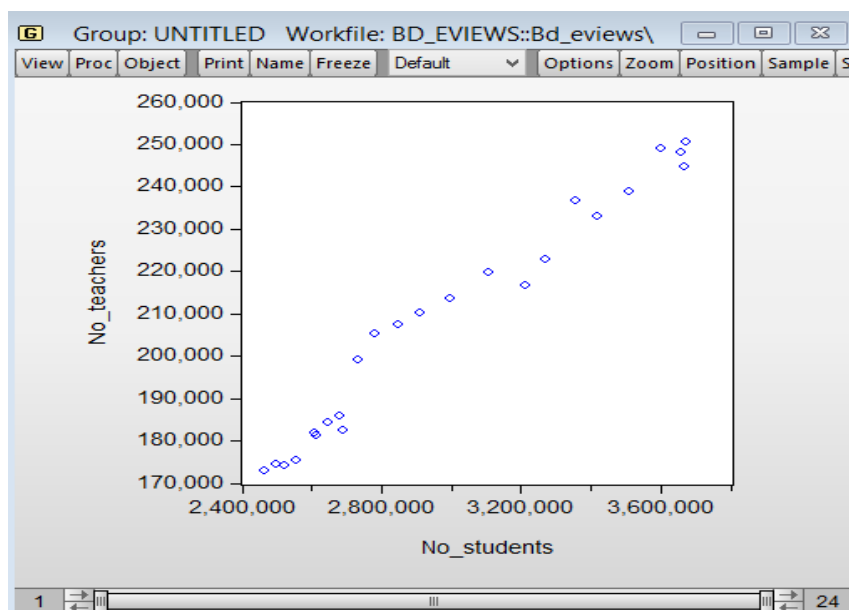 G Group: UNTITLED Workfile: BD_EVIEWS::Bd_eviews\
View Proc Object Print Name Freeze Default Options Zoom Position Sample S
260,000
250,000
240,000
230,000
220,000
210,000
200,000
190,000
180,000
170,000
No_teachers
2,400,000 2,800,000 3,200,000 3,600,000
No_students
1 24